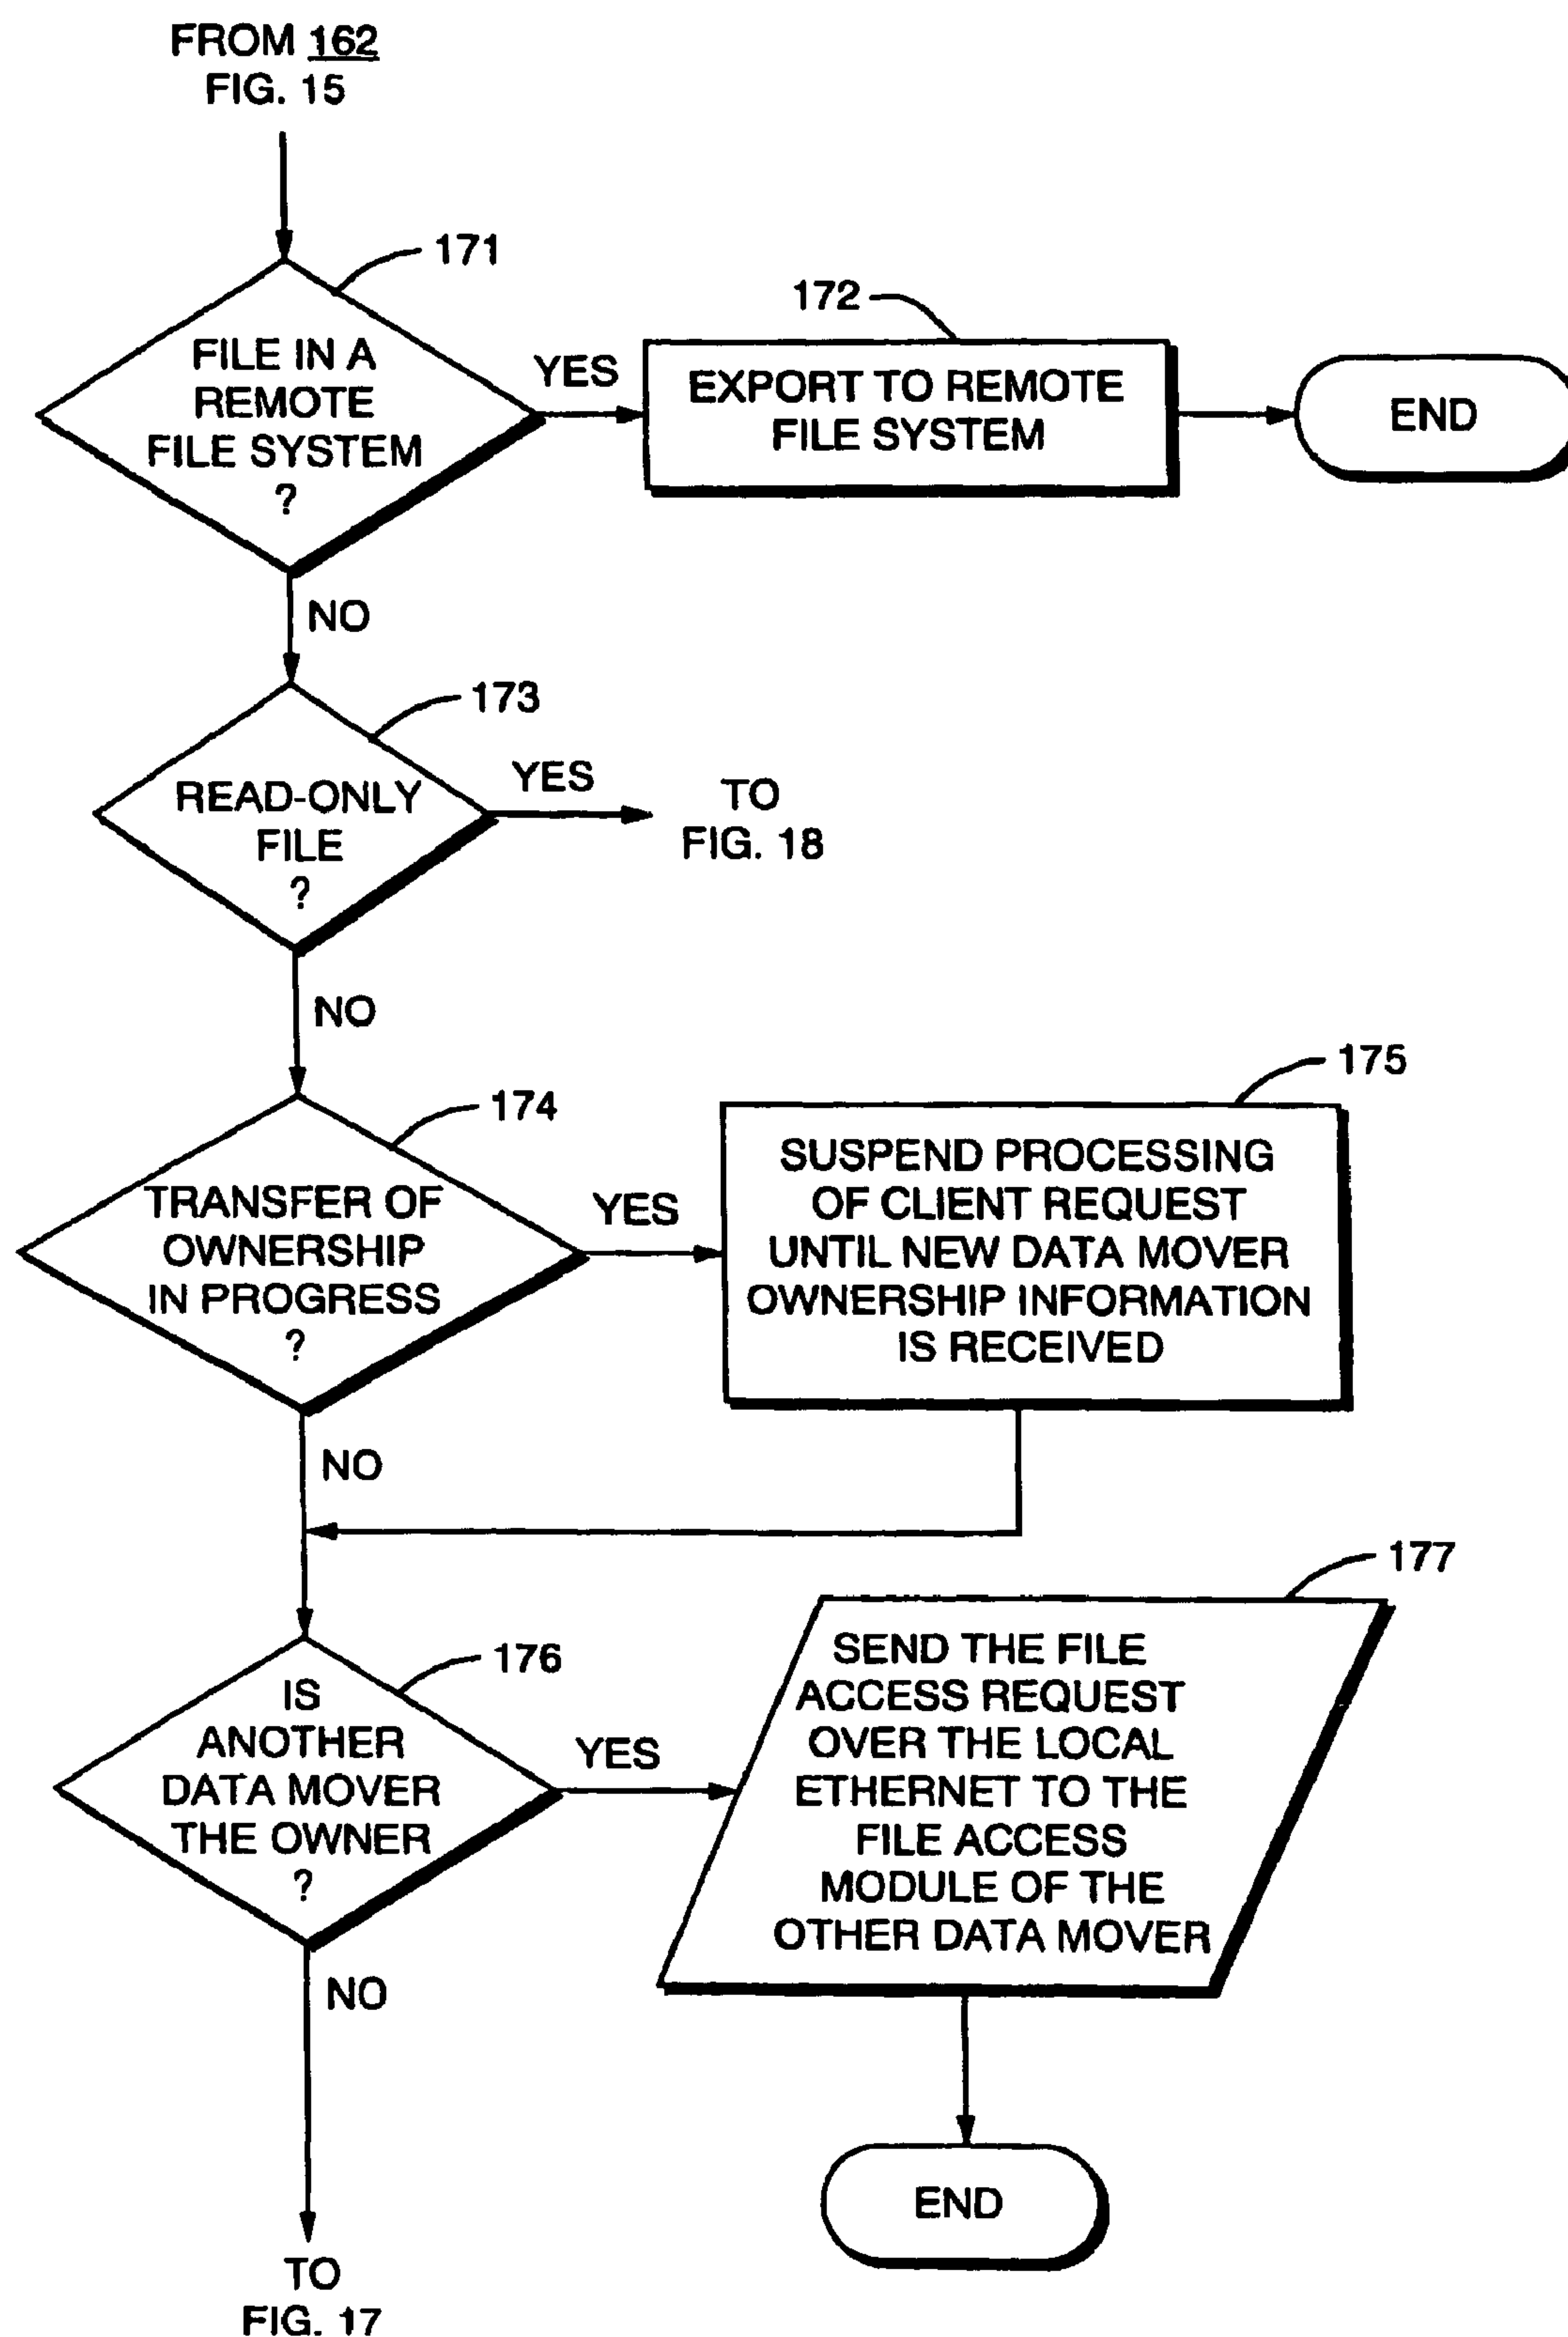 FROM 162
FIG. 15
171
FILE IN A
REMOTE
FILE SYSTEM
?
YES
172
EXPORT TO REMOTE
FILE SYSTEM
END
NO
173
READ-ONLY
FILE
?
YES
TO
FIG. 18
NO
174
TRANSFER OF
OWNERSHIP
IN PROGRESS
?
YES
175
SUSPEND PROCESSING
OF CLIENT REQUEST
UNTIL NEW DATA MOVER
OWNERSHIP INFORMATION
IS RECEIVED
NO
176
IS
ANOTHER
DATA MOVER
THE OWNER
?
YES
177
SEND THE FILE
ACCESS REQUEST
OVER THE LOCAL
ETHERNET TO THE
FILE ACCESS
MODULE OF THE
OTHER DATA MOVER
END
NO
TO
FIG. 17